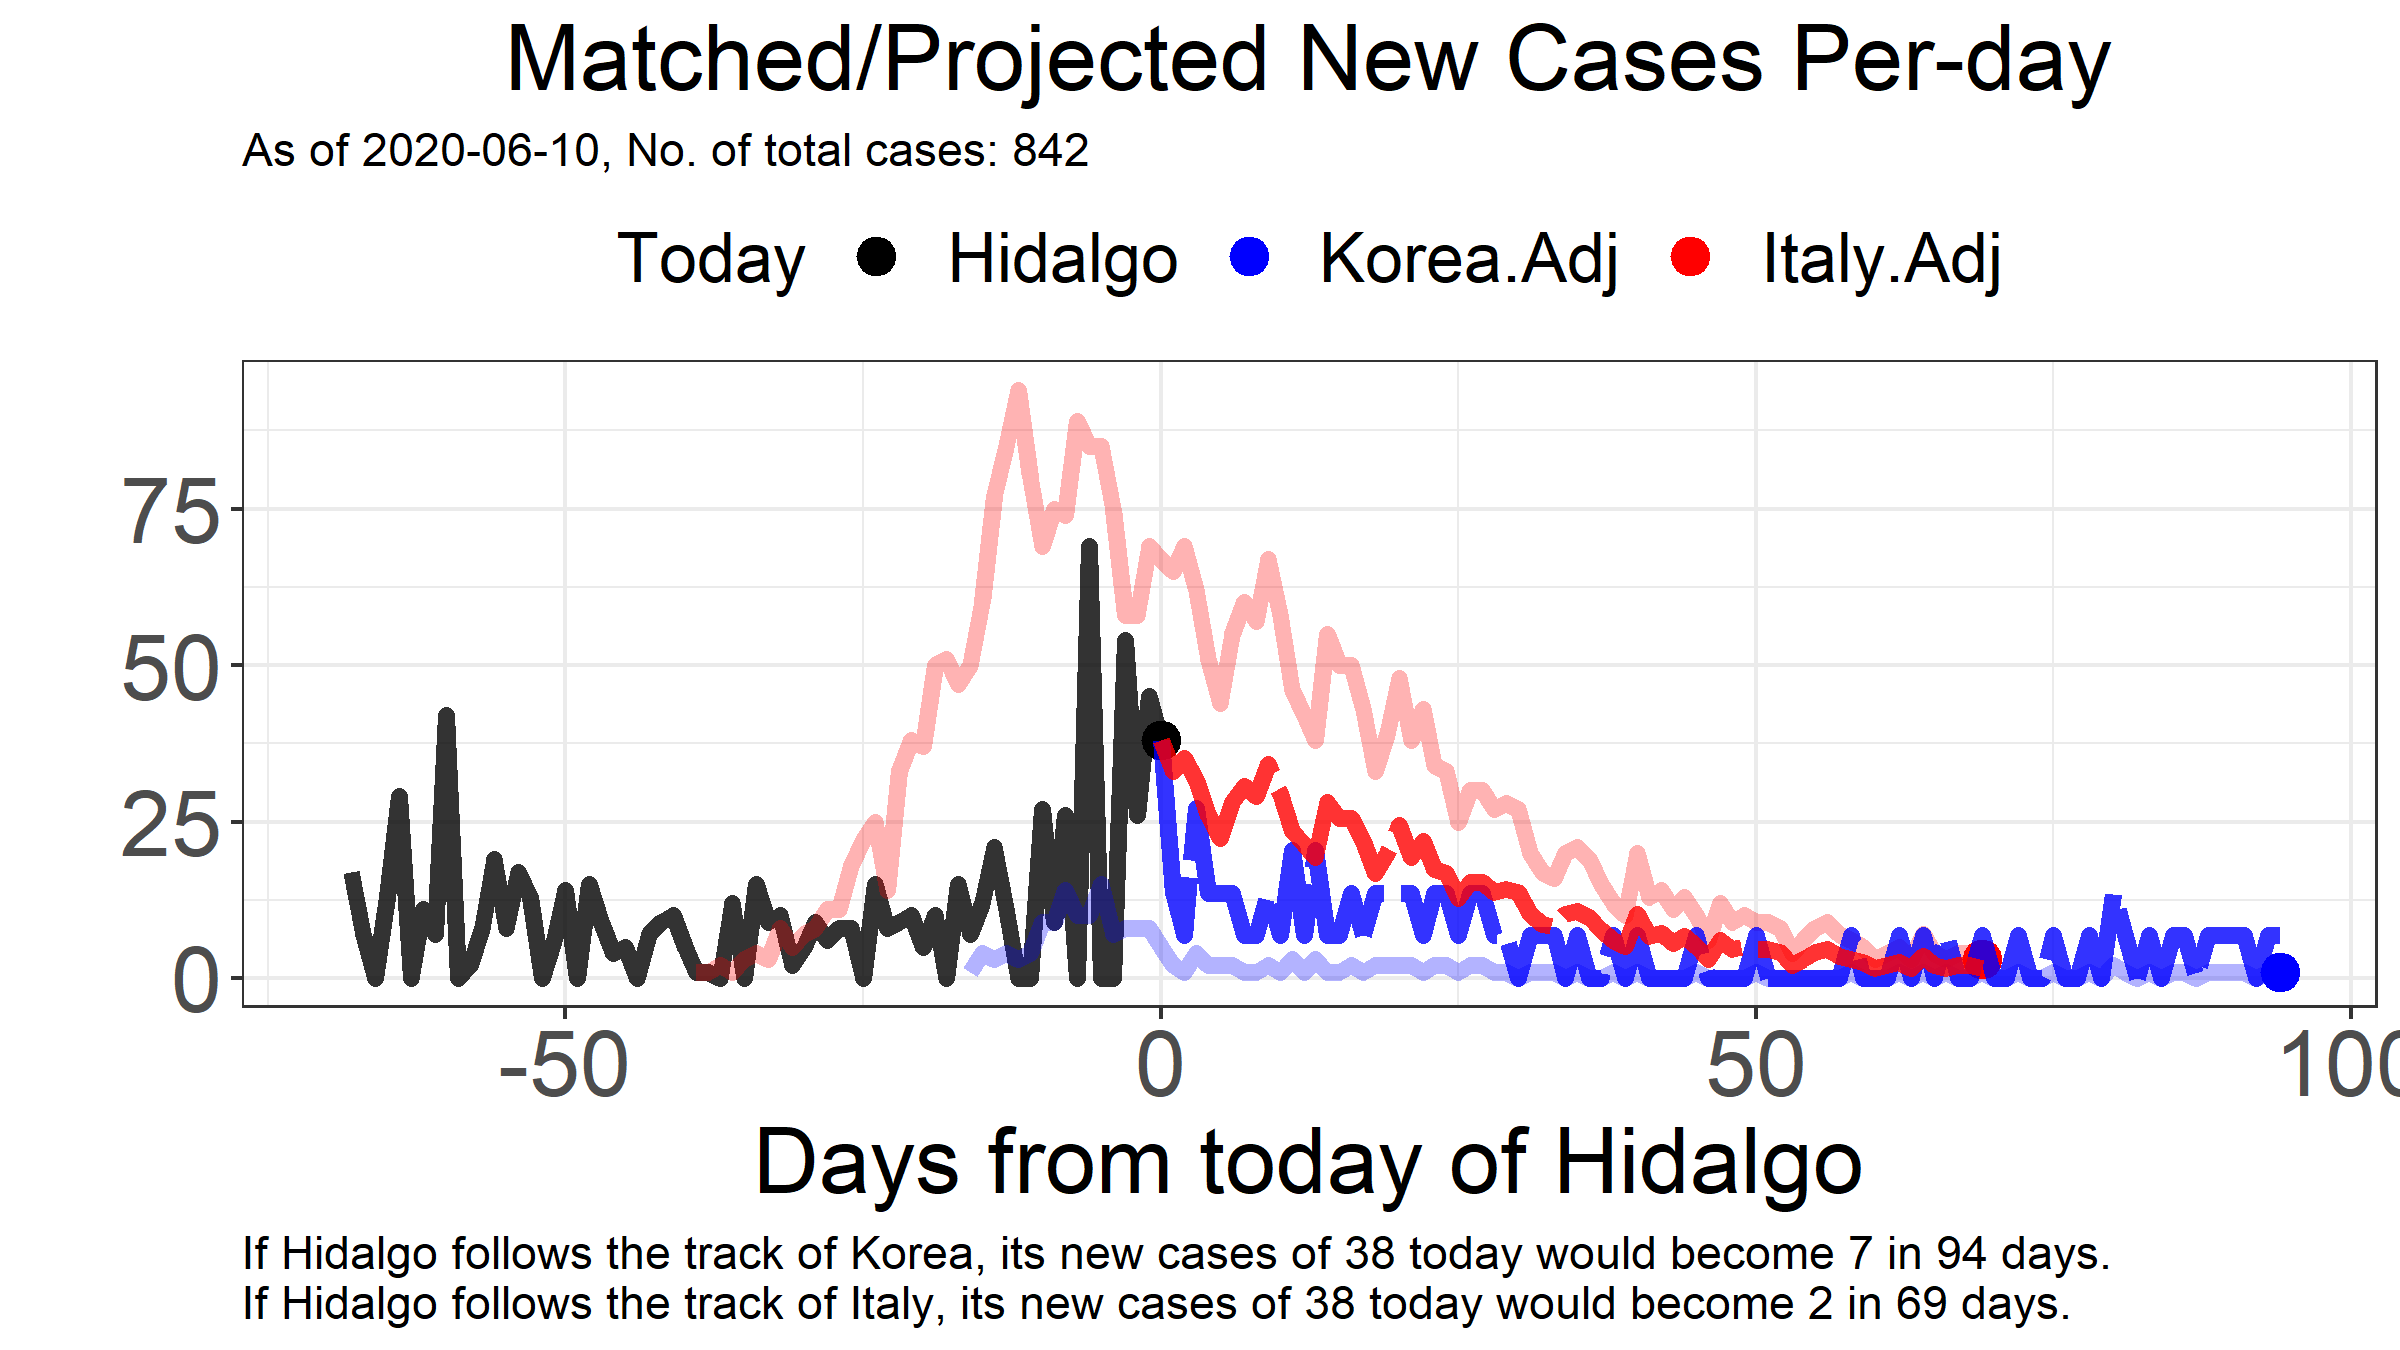 Matched/Projected New Cases Per-day
As of 2020-06-10, No. of total cases: 842
Today Hidalgo Korea.Adj Italy.Adj
75
50
25
0
-50 0 50 100
Days from today of Hidalgo
If Hidalgo follows the track of Korea, its new cases of 38 today would become 7 in 94 days.
If Hidalgo follows the track of Italy, its new cases of 38 today would become 2 in 69 days.